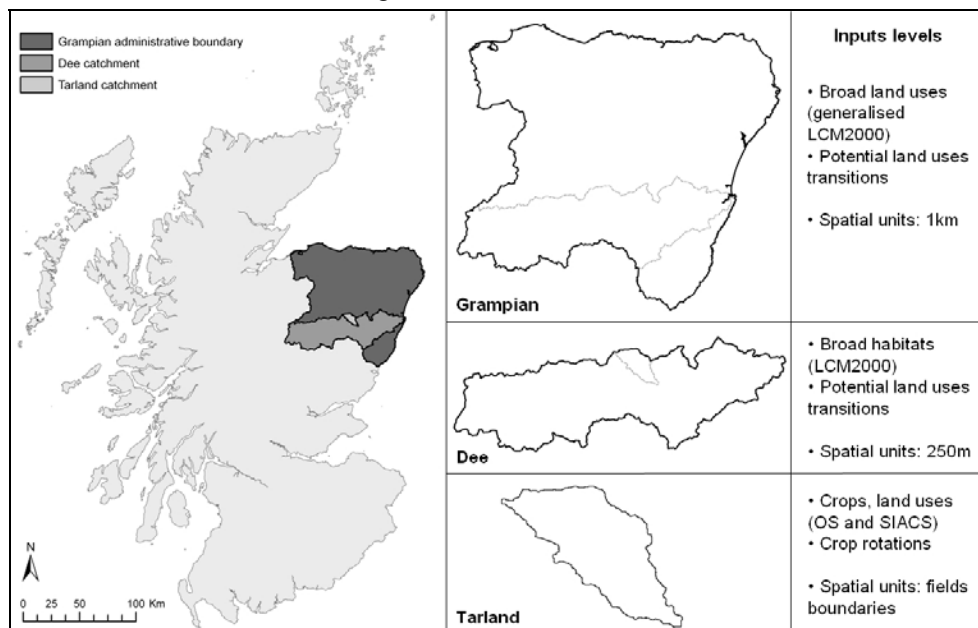 Grampian administrative boundary
Dee catchment
Tarland catchment
N
0 25 50 100 Km
Grampian
Inputs levels
• Broad land uses
(generalised
LCM2000)
• Potential land uses
transitions
• Spatial units: 1km
Dee
• Broad habitats
(LCM2000)
• Potential land uses
transitions
• Spatial units: 250m
Tarland
• Crops, land uses
(OS and SIACS)
• Crop rotations
• Spatial units: fields
boundaries